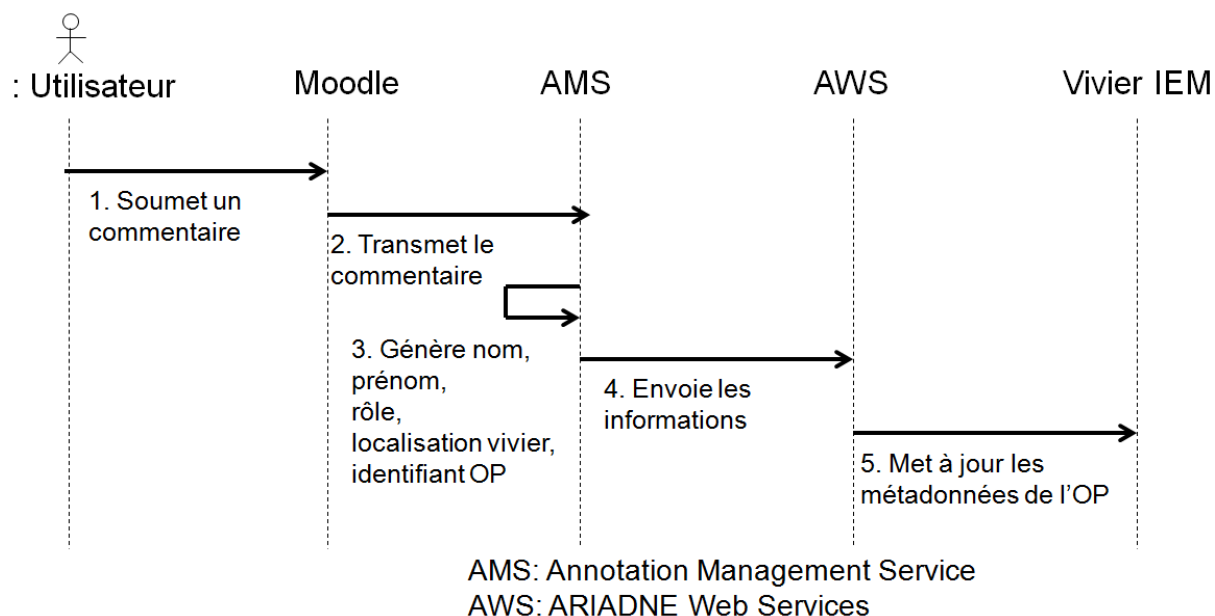 : Utilisateur
Moodle
AMS
AWS
Vivier IEM
1. Soumet un
commentaire
2. Transmet le
commentaire
3. Génère nom,
prénom,
rôle,
localisation vivier,
identifiant OP
4. Envoie les
informations
5. Met à jour les
métadonnées de l'OP
AMS: Annotation Management Service
AWS: ARIADNE Web Services